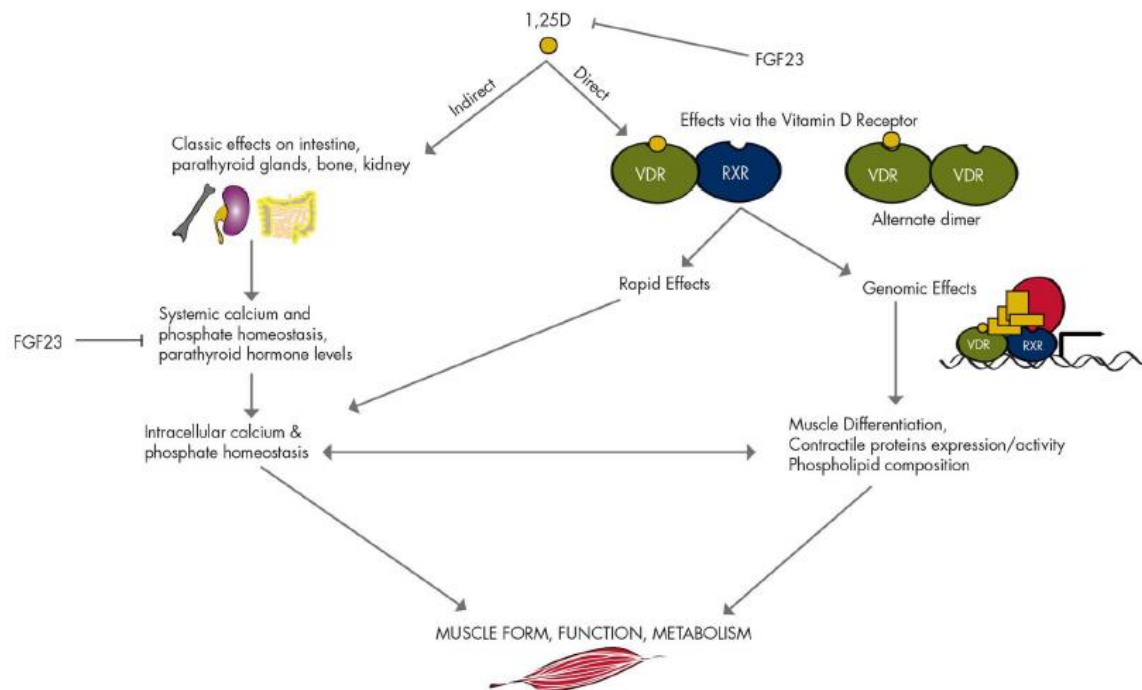 1,25D
FGF23
Indirect
Direct
Effects via the Vitamin D Receptor
Classic effects on intestine,
parathyroid glands, bone, kidney
VDR
RXR
VDR
VDR
Alternate dimer
Rapid Effects
Genomic Effects
FGF23
Systemic calcium and
phosphate homeostasis,
parathyroid hormone levels
VDR
RXR
Intracellular calcium &
phosphate homeostasis
Muscle Differentiation,
Contractile proteins expression/activity
Phospholipid composition
MUSCLE FORM, FUNCTION, METABOLISM